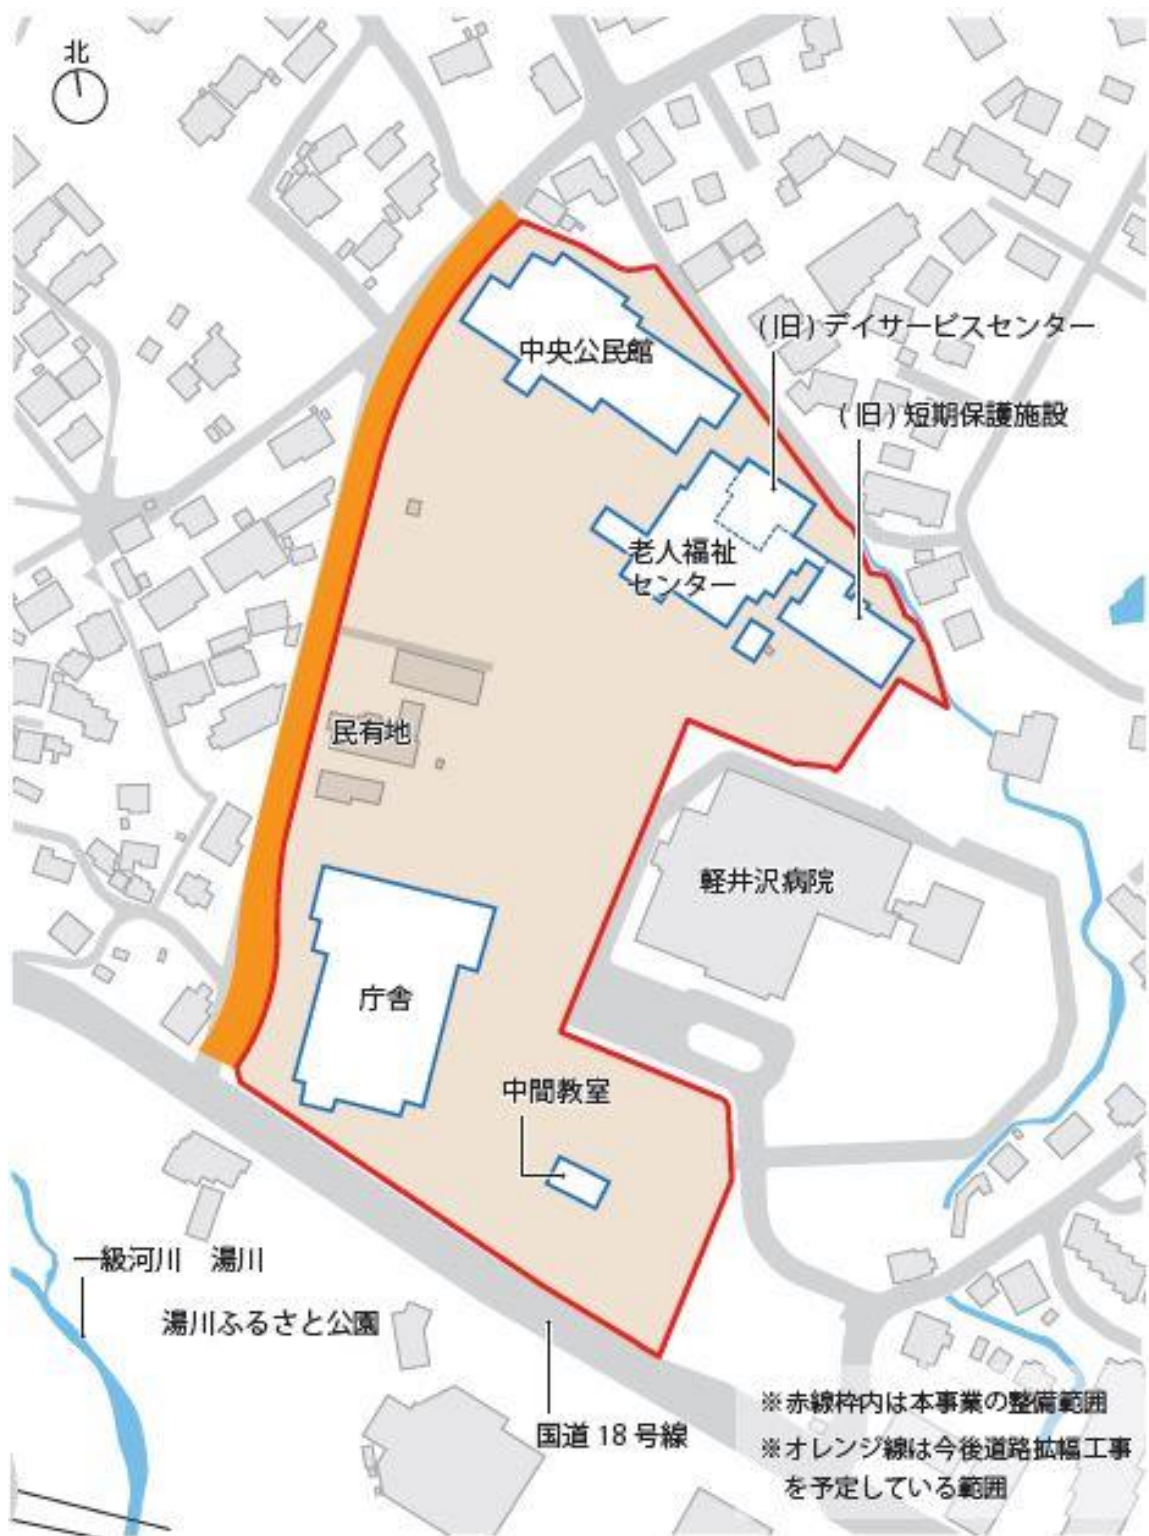 北
(旧)デイサービスセンター
中央公民館
(旧)短期保護施設
老人福祉
センター
民有地
軽井沢病院
庁舎
中間教室
一級河川　湯川
湯川ふるさと公園
国道 18 号線
※赤線枠内は本事業の整備範囲
※オレンジ線は今後道路拡幅工事
を予定している範囲